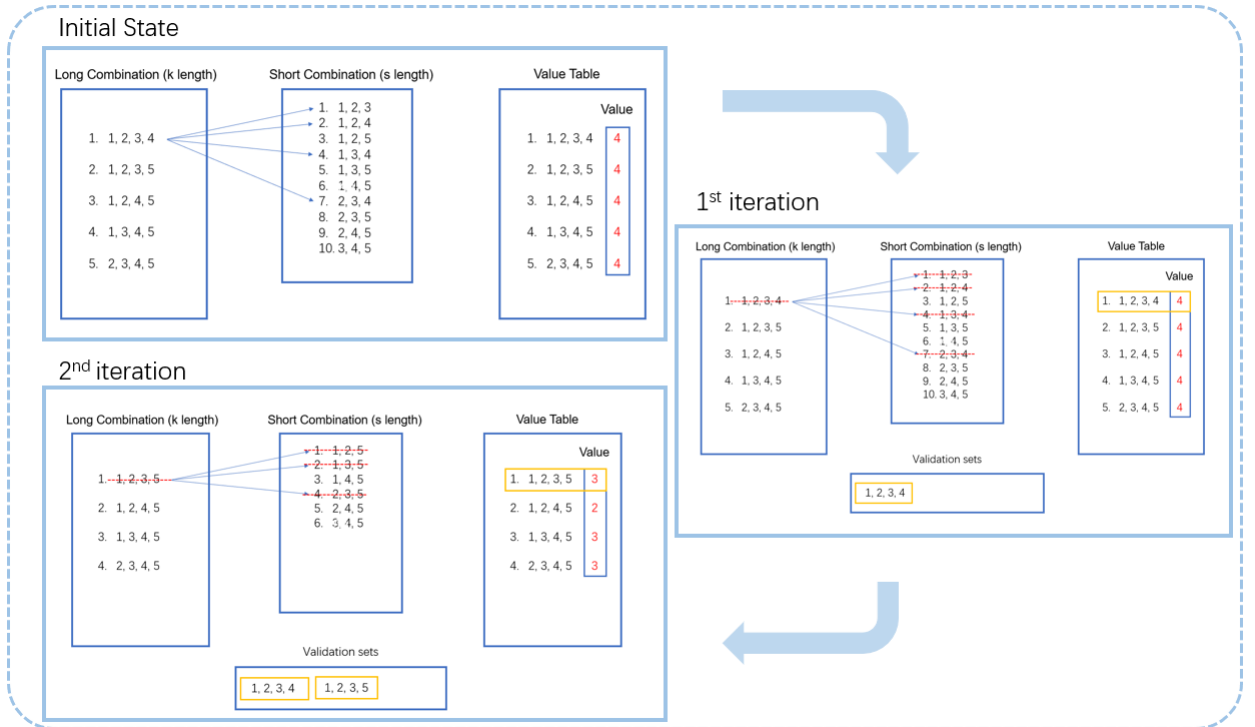 Initial State
Long Combination (k length)
Short Combination (s length)
Value Table
Value
1. 1, 2, 3, 4
2. 1, 2, 3, 5
3. 1, 2, 4, 5
4. 1, 3, 4, 5
5. 2, 3, 4, 5
1. 1, 2, 3
2. 1, 2, 4
3. 1, 2, 5
4. 1, 3, 4
5. 1, 3, 5
6. 1, 4, 5
7. 2, 3, 4
8. 2, 3, 5
9. 2, 4, 5
10. 3, 4, 5
1. 1, 2, 3, 4 4
2. 1, 2, 3, 5 4
3. 1, 2, 4, 5 4
4. 1, 3, 4, 5 4
5. 2, 3, 4, 5 4
1st iteration
Long Combination (k length)
Short Combination (s length)
Value Table
Value
1. 1, 2, 3, 4
2. 1, 2, 3, 5
3. 1, 2, 4, 5
4. 1, 3, 4, 5
5. 2, 3, 4, 5
1. 1, 2, 3
2. 1, 2, 4
3. 1, 2, 5
4. 1, 3, 4
5. 1, 3, 5
6. 1, 4, 5
7. 2, 3, 4
8. 2, 3, 5
9. 2, 4, 5
10. 3, 4, 5
1. 1, 2, 3, 4 4
2. 1, 2, 3, 5 4
3. 1, 2, 4, 5 4
4. 1, 3, 4, 5 4
5. 2, 3, 4, 5 4
Validation sets
1, 2, 3, 4
2nd iteration
Long Combination (k length)
Short Combination (s length)
Value Table
Value
1. 1, 2, 3, 5
2. 1, 2, 4, 5
3. 1, 3, 4, 5
4. 2, 3, 4, 5
1. 1, 2, 5
2. 1, 3, 5
3. 1, 4, 5
4. 2, 3, 5
5. 2, 4, 5
6. 3, 4, 5
1. 1, 2, 3, 5 3
2. 1, 2, 4, 5 2
3. 1, 3, 4, 5 3
4. 2, 3, 4, 5 3
Validation sets
1, 2, 3, 4 1, 2, 3, 5